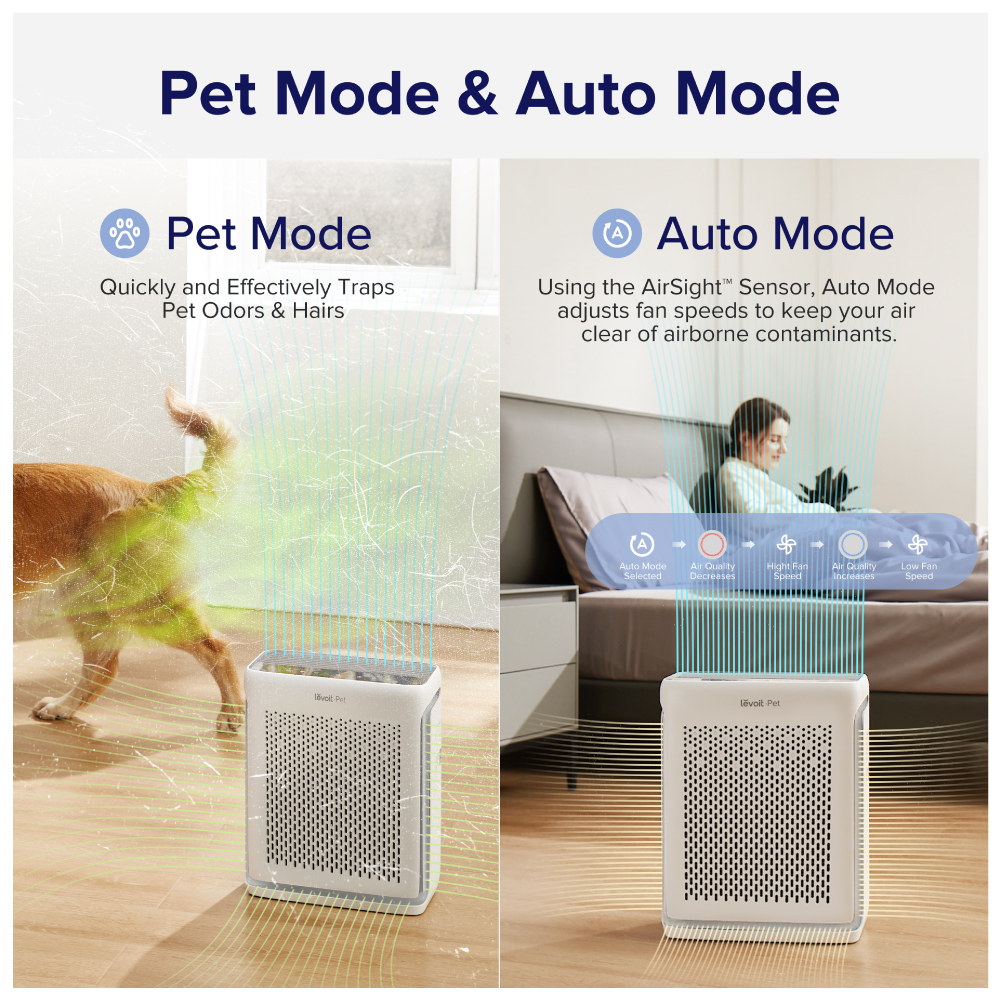 Pet Mode & Auto Mode
Pet Mode
Quickly and Effectively Traps
Pet Odors & Hairs
Auto Mode
Using the AirSight™ Sensor, Auto Mode
adjusts fan speeds to keep your air
clear of airborne contaminants.
A
Auto Mode
Selected
Air Quality
Decreases
Hight Fan
Speed
Air Quality
Increases
Low Fan
Speed
levoit·Pet
levoit·Pet